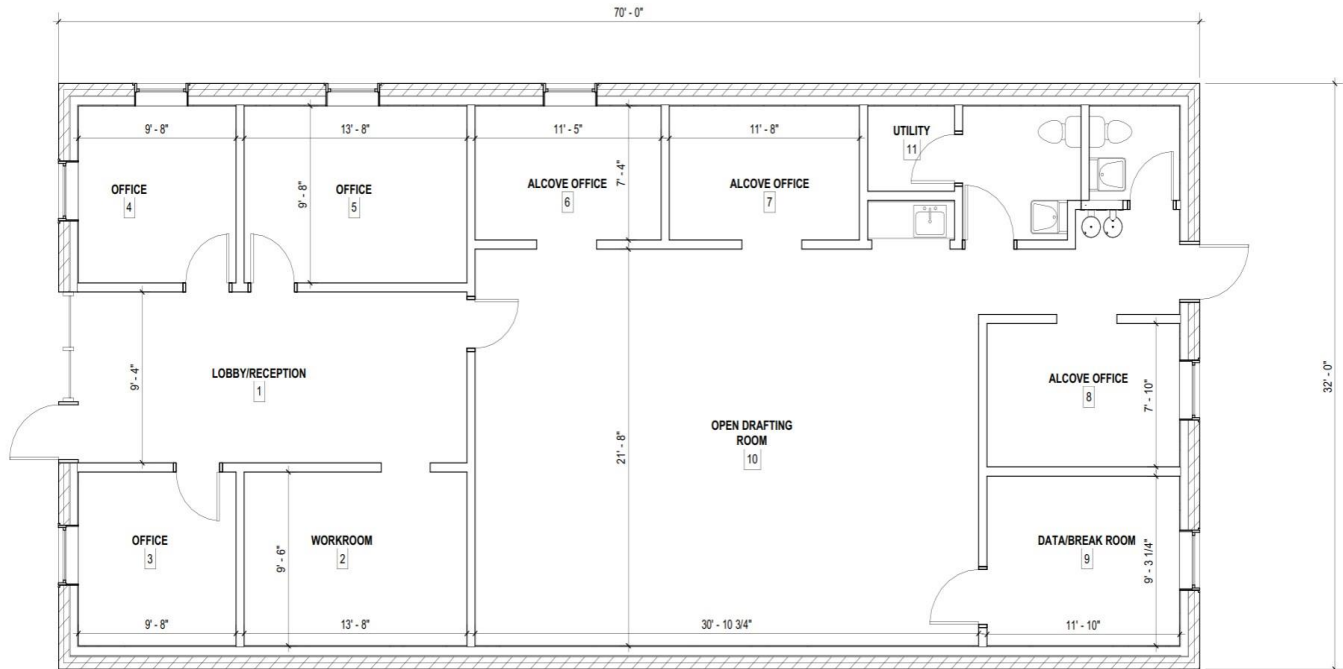 70' - 0"
9' - 8"
13' - 8"
11' - 5"
11' - 8"
UTILITY
11
OFFICE
4
9' - 8"
OFFICE
5
ALCOVE OFFICE
6
7' - 4"
ALCOVE OFFICE
7
32' - 0"
9' - 4"
LOBBY/RECEPTION
1
ALCOVE OFFICE
8
7' - 10"
21' - 8"
OPEN DRAFTING
ROOM
10
OFFICE
3
9' - 6"
WORKROOM
2
DATA/BREAK ROOM
9
9' - 3 1/4"
9' - 8"
13' - 8"
30' - 10 3/4"
11' - 10"